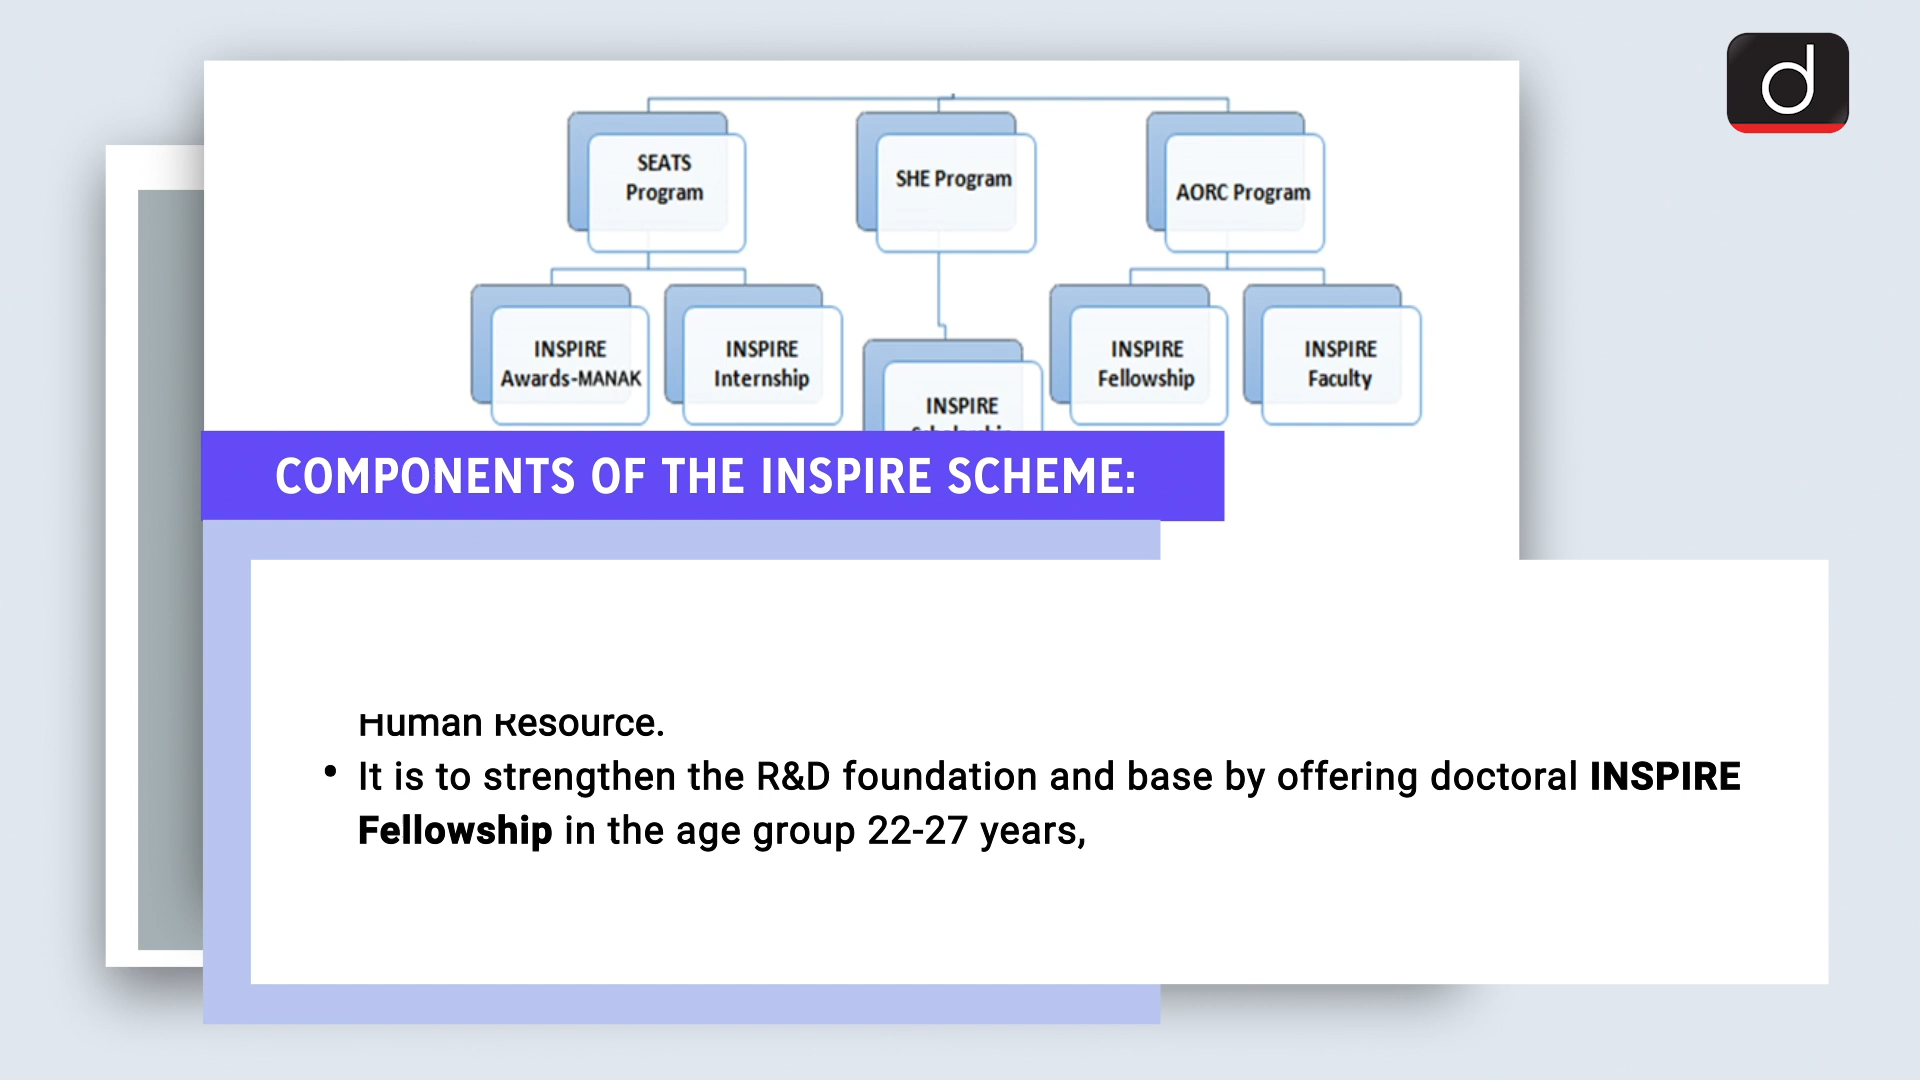 SEATS
Program
SHE Program
AORC Program
INSPIRE
Awards-MANAK
INSPIRE
Internship
INSPIRE
INSPIRE
Fellowship
INSPIRE
Faculty
COMPONENTS OF THE INSPIRE SCHEME:
Human Resource.
• It is to strengthen the R&D foundation and base by offering doctoral INSPIRE
Fellowship in the age group 22-27 years,
d